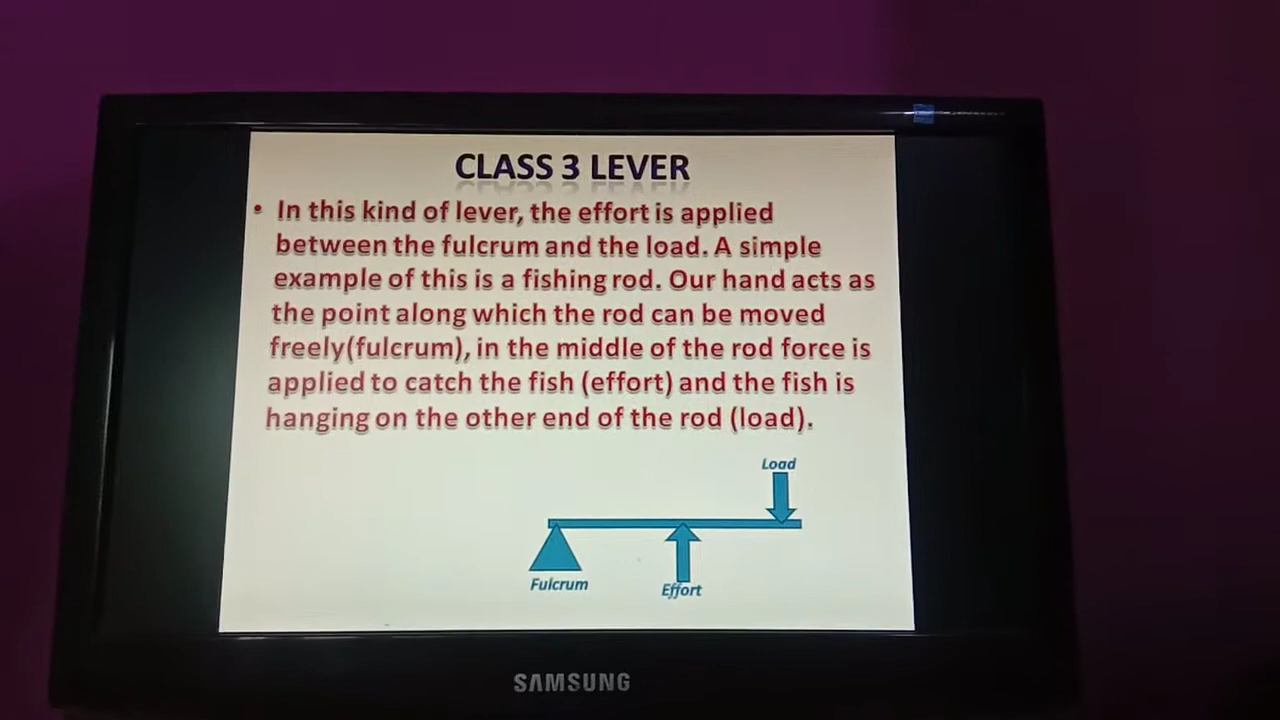 CLASS 3 LEVER
• In this kind of lever, the effort is applied
between the fulcrum and the load. A simple
example of this is a fishing rod. Our hand acts as
the point along which the rod can be moved
freely(fulcrum), in the middle of the rod force is
applied to catch the fish (effort) and the fish is
hanging on the other end of the rod (load).
Load
Fulcrum
Effort
SAMSUNG